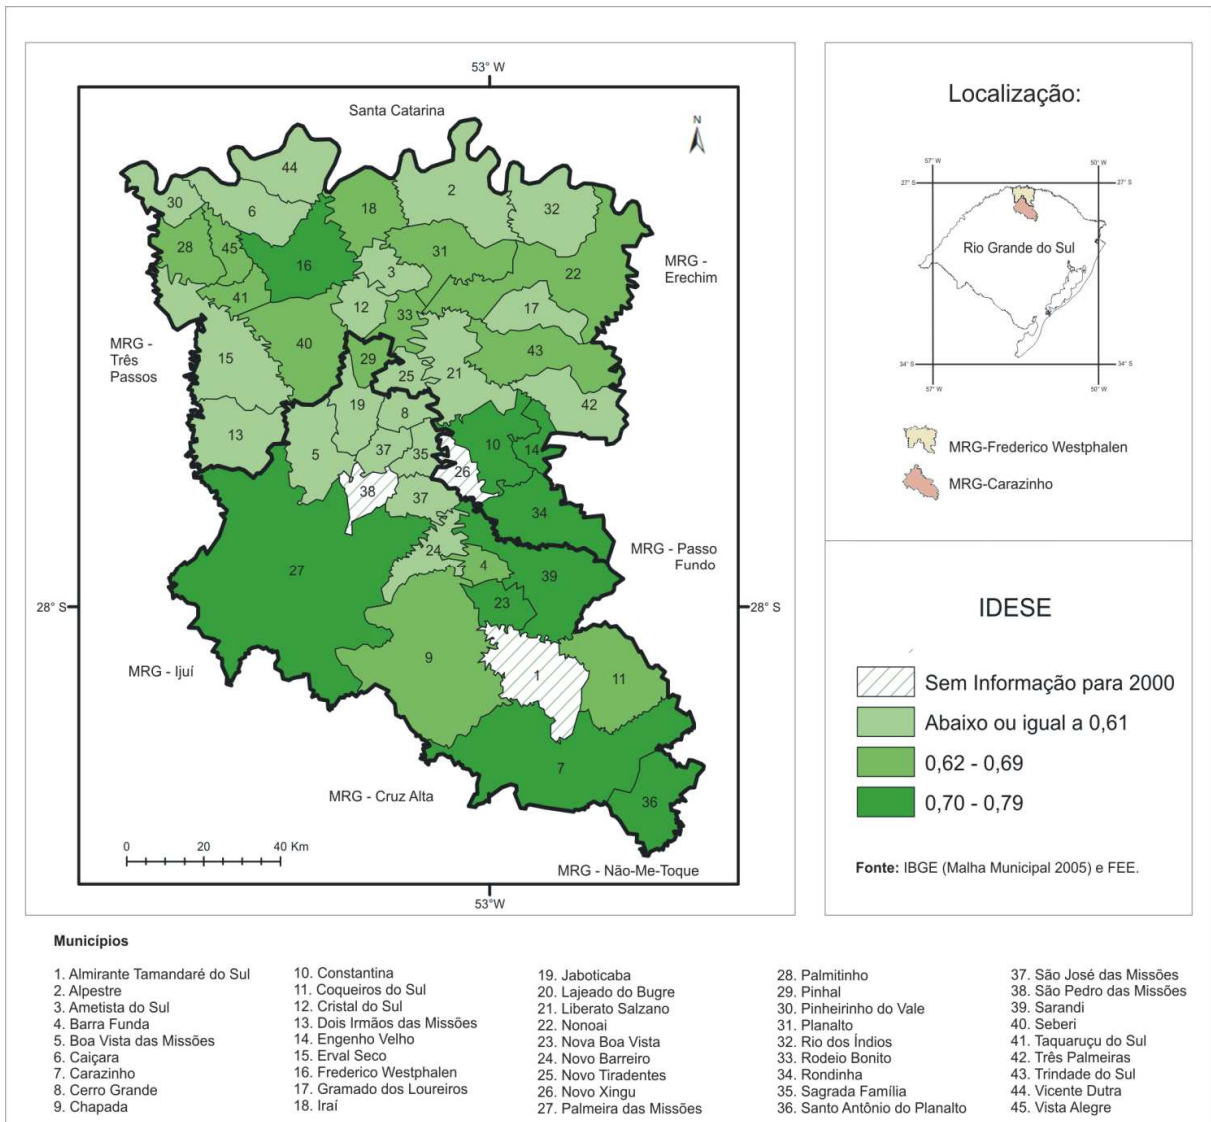 53° W
Santa Catarina
N
44
30
6
2
32
18
28
45
16
31
3
22
41
12
33
17
MRG -
Erechim
MRG -
Três
Passos
15
40
29
25
21
43
19
8
42
13
5
37
35
10
14
26
38
37
34
27
24
4
39
23
MRG - Passo
Fundo
28° S
28° S
9
1
11
MRG - Ijuí
7
36
MRG - Cruz Alta
0 20 40 Km
MRG - Não-Me-Toque
53°W
Localização:
57° W
50° W
27° S
27° S
Rio Grande do Sul
34° S
34° S
57° W
50° W
MRG-Frederico Westphalen
MRG-Carazinho
IDESE
Sem Informação para 2000
Abaixo ou igual a 0,61
0,62 - 0,69
0,70 - 0,79
Fonte: IBGE (Malha Municipal 2005) e FEE.
Municípios
1. Almirante Tamandaré do Sul
2. Alpestre
3. Ametista do Sul
4. Barra Funda
5. Boa Vista das Missões
6. Caiçara
7. Carazinho
8. Cerro Grande
9. Chapada
10. Constantina
11. Coqueiros do Sul
12. Cristal do Sul
13. Dois Irmãos das Missões
14. Engenho Velho
15. Erval Seco
16. Frederico Westphalen
17. Gramado dos Loureiros
18. Iraí
19. Jaboticaba
20. Lajeado do Bugre
21. Liberato Salzano
22. Nonoai
23. Nova Boa Vista
24. Novo Barreiro
25. Novo Tiradentes
26. Novo Xingu
27. Palmeira das Missões
28. Palmitinho
29. Pinhal
30. Pinheirinho do Vale
31. Planalto
32. Rio dos Índios
33. Rodeio Bonito
34. Rondinha
35. Sagrada Família
36. Santo Antônio do Planalto
37. São José das Missões
38. São Pedro das Missões
39. Sarandi
40. Seberi
41. Taquaruçu do Sul
42. Três Palmeiras
43. Trindade do Sul
44. Vicente Dutra
45. Vista Alegre